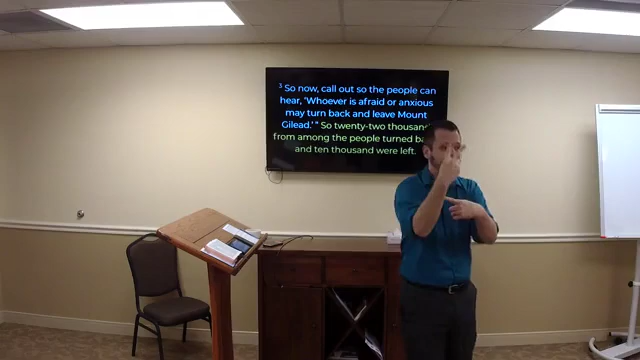 ³ So now, call out so the people can
hear, ‘Whoever is afraid or anxious
may turn back and leave Mount
Gilead.’ " So twenty-two thousand
from among the people turned
and ten thousand were left.